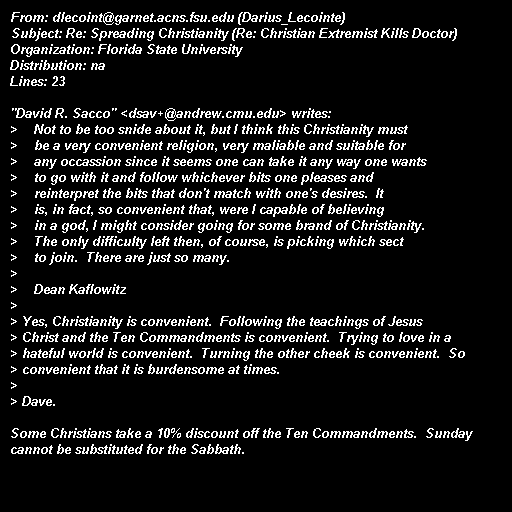 From: dlecoint@garnet.acns.fsu.edu (Darius_Lecointe)
Subject: Re: Spreading Christianity (Re: Christian Extremist Kills Doctor)
Organization: Florida State University
Distribution: na
Lines: 23

"David R. Sacco" <dsav+@andrew.cmu.edu> writes:
>    Not to be too snide about it, but I think this Christianity must
>    be a very convenient religion, very maliable and suitable for
>    any occassion since it seems one can take it any way one wants
>    to go with it and follow whichever bits one pleases and
>    reinterpret the bits that don't match with one's desires.  It
>    is, in fact, so convenient that, were I capable of believing
>    in a god, I might consider going for some brand of Christianity.
>    The only difficulty left then, of course, is picking which sect
>    to join.  There are just so many.
>
>    Dean Kaflowitz
>
> Yes, Christianity is convenient.  Following the teachings of Jesus
> Christ and the Ten Commandments is convenient.  Trying to love in a
> hateful world is convenient.  Turning the other cheek is convenient.  So
> convenient that it is burdensome at times.
>
> Dave.

Some Christians take a 10% discount off the Ten Commandments.  Sunday
cannot be substituted for the Sabbath.